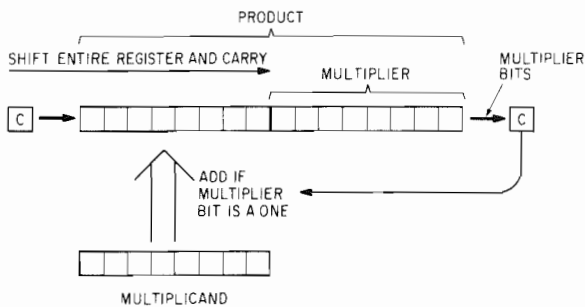 PRODUCT
SHIFT ENTIRE REGISTER AND CARRY
MULTIPLIER
MULTIPLIER
BITS
C
C
ADD IF
MULTIPLIER
BIT IS A ONE
MULTIPLICAND